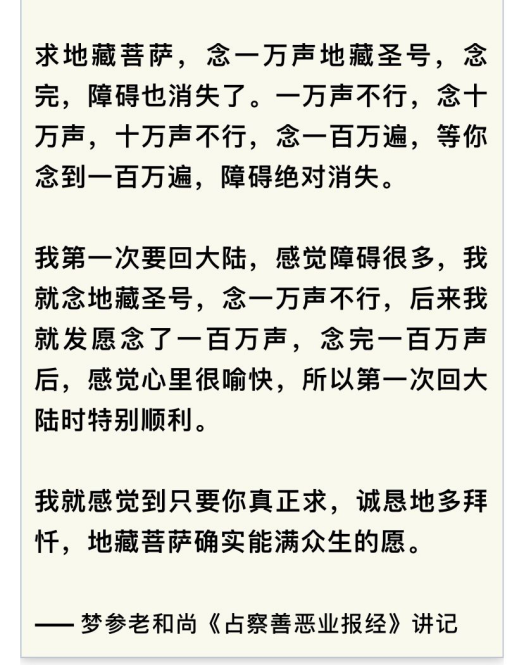 求地藏菩萨，念一万声地藏圣号，念
完，障碍也消失了。一万声不行，念十
万声，十万声不行，念一百万遍，等你
念到一百万遍，障碍绝对消失。
我第一次要回大陆，感觉障碍很多，我
就念地藏圣号，念一万声不行，后来我
就发愿念了一百万声，念完一百万声
后，感觉心里很喻快，所以第一次回大
陆时特别顺利。
我就感觉到只要你真正求，诚恳地多拜
忏，地藏菩萨确实能满众生的愿。
—— 梦参老和尚《占察善恶业报经》讲记